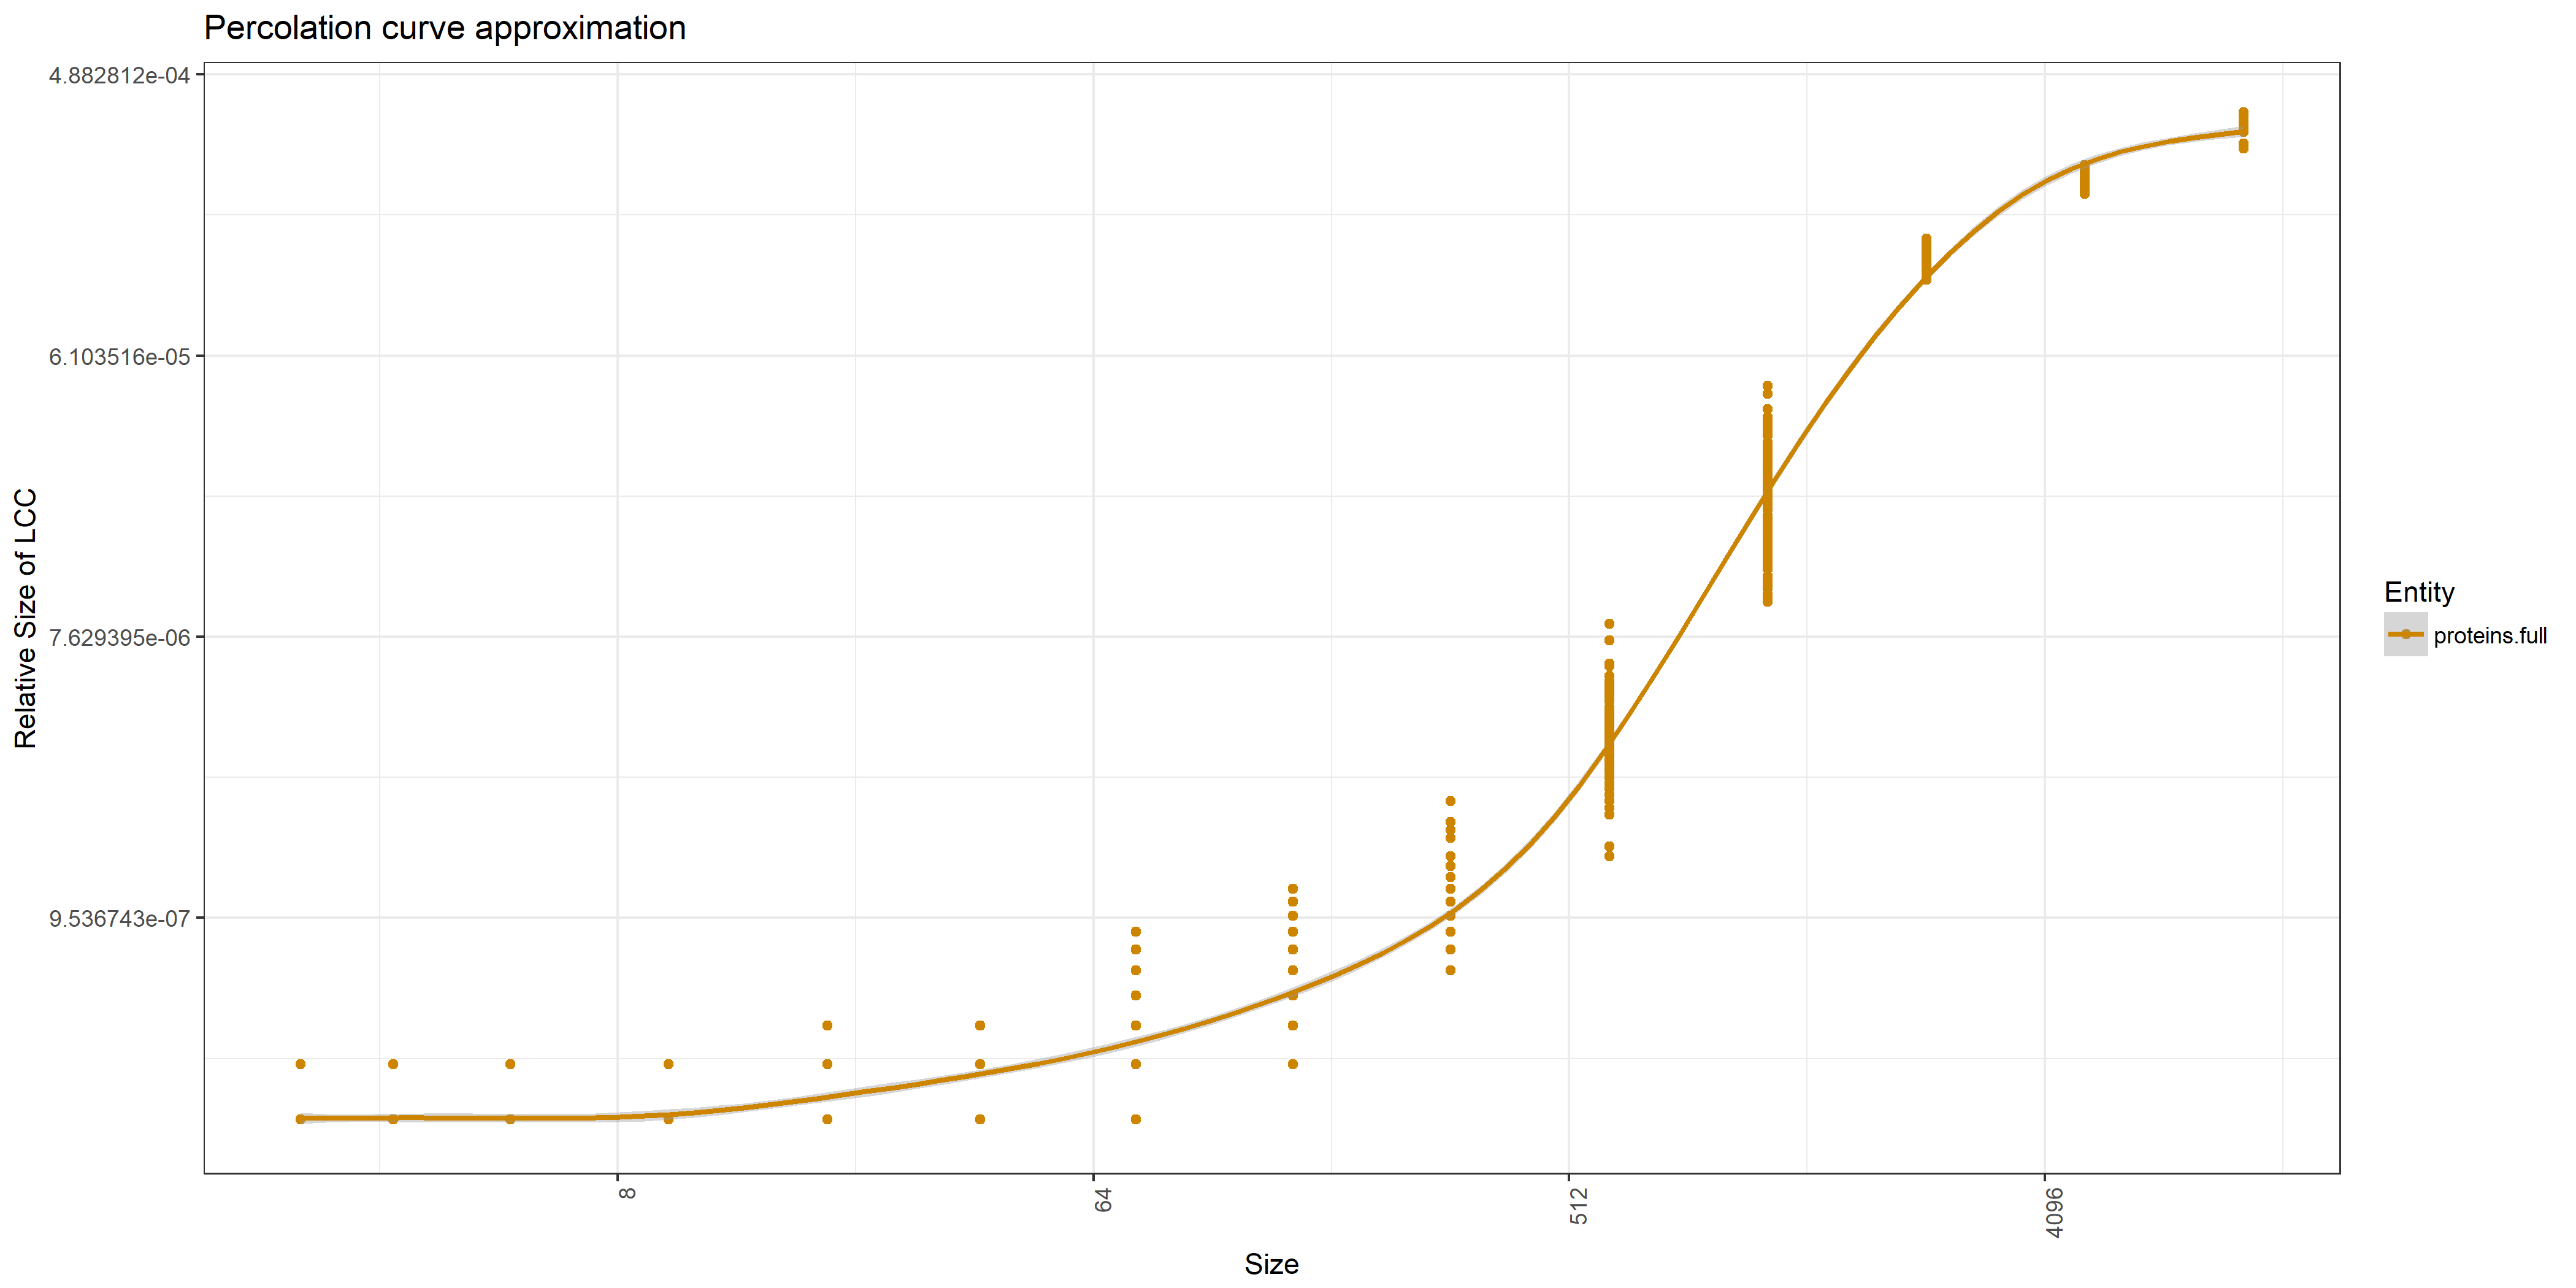 Percolation curve approximation
4.882812e-04
6.103516e-05
7.629395e-06
9.536743e-07
Relative Size of LCC
8
64
512
4096
Size
Entity
proteins.full